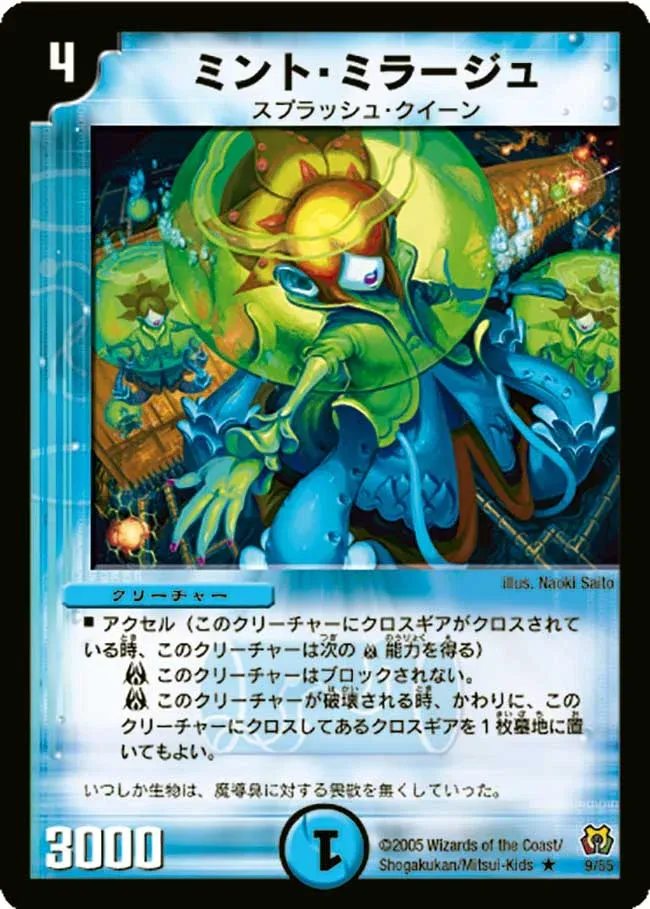 4
ミント・ミラージュ
スプラッシュ・クイーン
illus. Naoki Saito
クリーチャー
■ アクセル（このクリーチャーにクロスギアがクロスされて
いる時、このクリーチャーは次の 能力を得る）
このクリーチャーはブロックされない。
このクリーチャーが破壊される時、かわりに、この
クリーチャーにクロスしてあるクロスギアを１枚墓地に置
いてもよい。
いつしか生物は、魔導具に対する興味を無くしていった。
3000
1
©2005 Wizards of the Coast/
Shogakukan/Mitsui-Kids ★
9/55